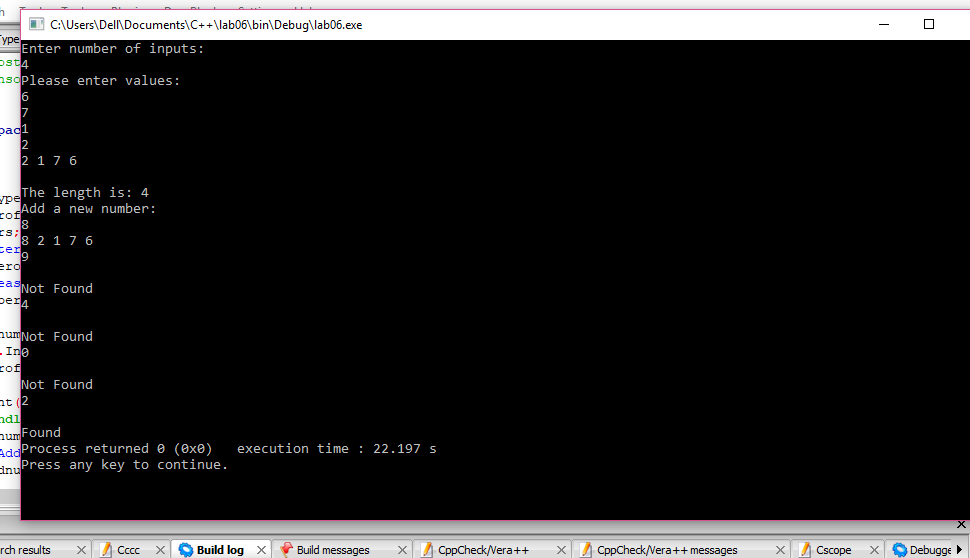 C:\Users\Dell\Documents\C++\lab06\bin\Debug\lab06.exe
Enter number of inputs:
4
Please enter values:
6
7
1
2
2 1 7 6
The length is: 4
Add a new number:
8
8 2 1 7 6
9
Not Found
4
Not Found
0
Not Found
2
Found
Process returned 0 (0x0)   execution time : 22.197 s
Press any key to continue.
rch results
Cccc
Build log
Build messages
CppCheck/Vera++
CppCheck/Vera++ messages
Cscope
Debugge